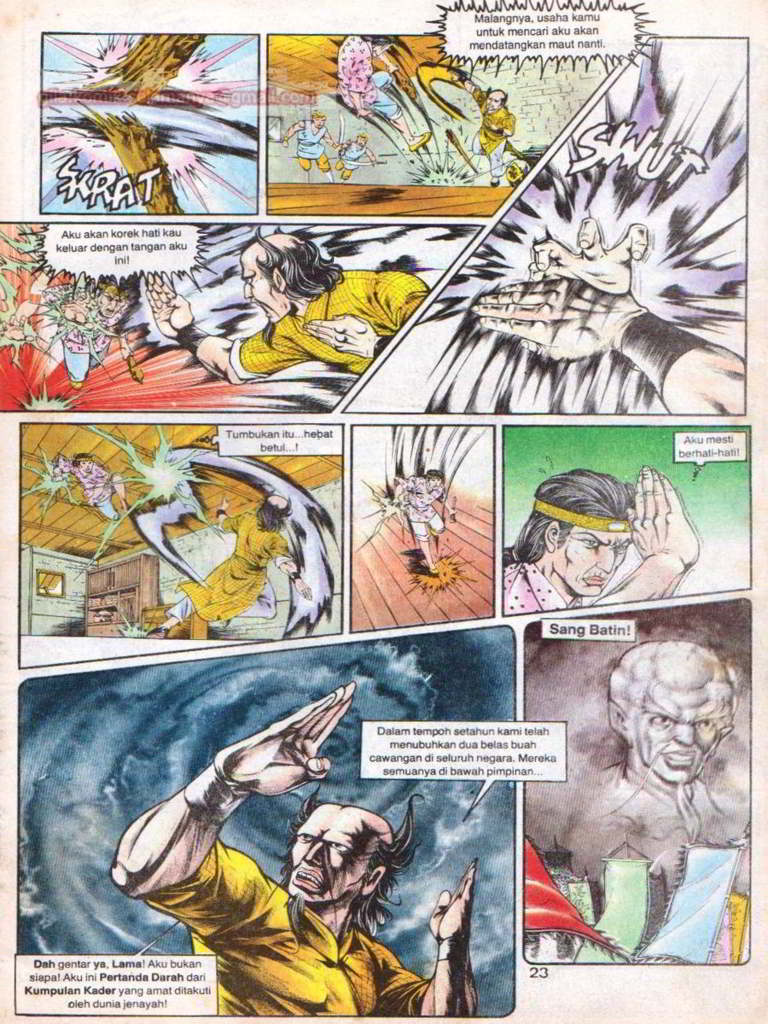 Malangnya, usaha kamu
untuk mencari aku akan
mendatangkan maut nanti.
SKRAT
SIWUT
Aku akan korek hati kau
keluar dengan tangan aku
ini!
Tumbukan itu...hebat
betul...!
Aku mesti
berhati-hati!
Dalam tempoh setahun kami telah
menubuhkan dua belas buah
cawangan di seluruh negara. Mereka
semuanya di bawah pimpinan...
Sang Batin!
Dah gentar ya, Lama! Aku bukan
siapa! Aku ini Pertanda Darah dari
Kumpulan Kader yang amat ditakuti
oleh dunia jenayah!
23